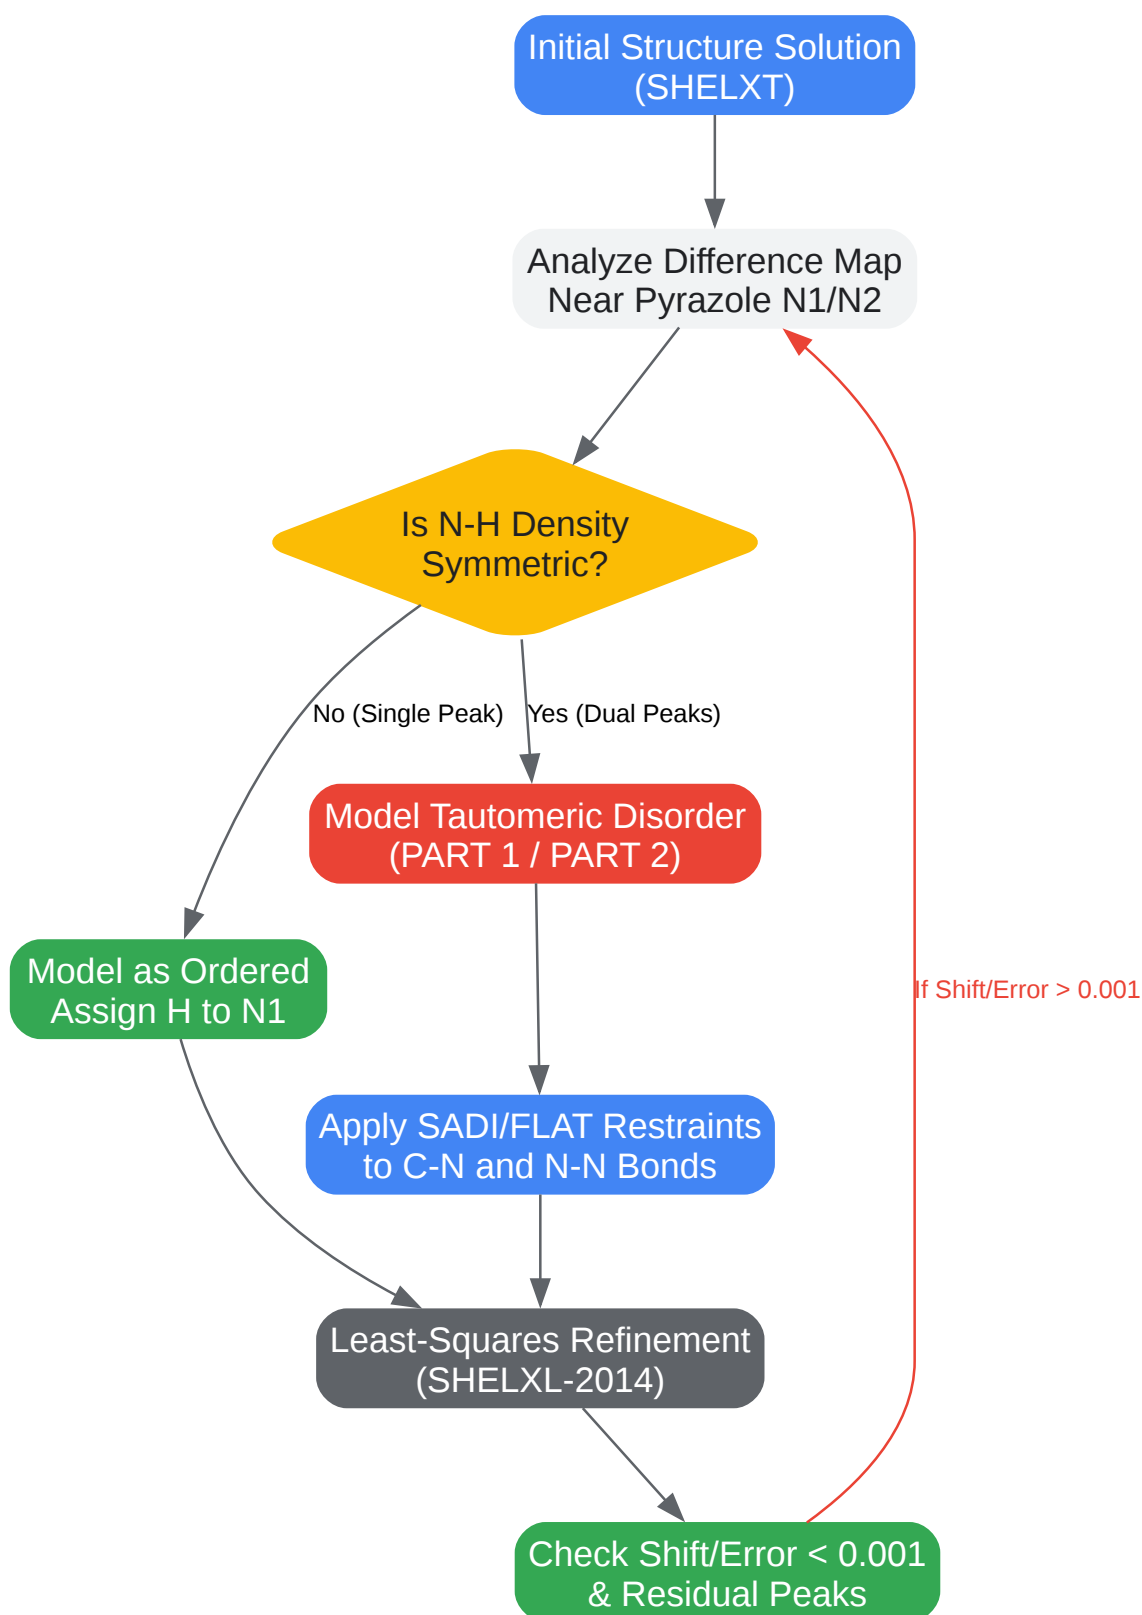 Initial Structure Solution
(SHELXT)
Analyze Difference Map
Near Pyrazole N1/N2
Is N-H Density
Symmetric?
No (Single Peak)
Yes (Dual Peaks)
Model Tautomeric Disorder
(PART 1 / PART 2)
Model as Ordered
Assign H to N1
If Shift/Error > 0.001
Apply SADI/FLAT Restraints
to C-N and N-N Bonds
Least-Squares Refinement
(SHELXL-2014)
Check Shift/Error < 0.001
& Residual Peaks